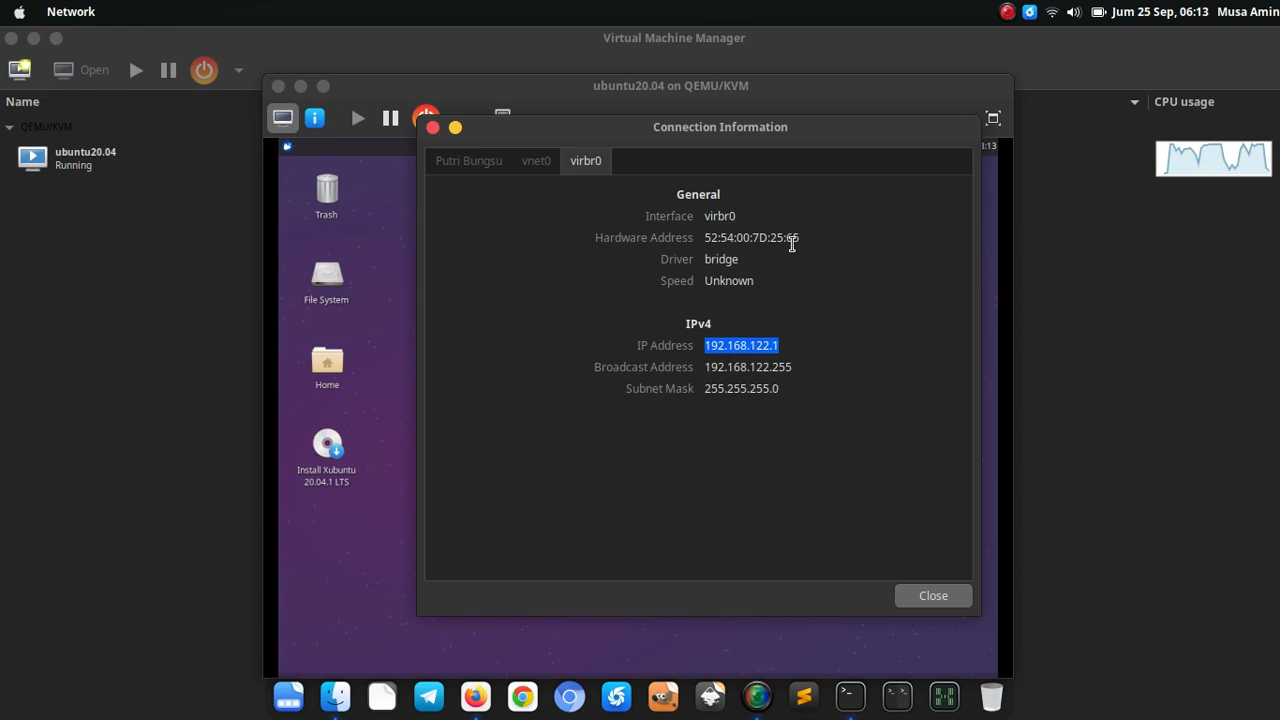 Network
Jum 25 Sep, 06:13 Musa Amin
Virtual Machine Manager
Open
Name
CPU usage
QEMU/KVM
ubuntu20.04
Running
ubuntu20.04 on QEMU/KVM
Connection Information
Putri Bungsu vnet0 virbr0
General
Interface virbr0
Hardware Address 52:54:00:7D:25:65
Driver bridge
Speed Unknown
IPv4
IP Address 192.168.122.1
Broadcast Address 192.168.122.255
Subnet Mask 255.255.255.0
Close
3:13
Trash
File System
Home
Install Xubuntu
20.04.1 LTS